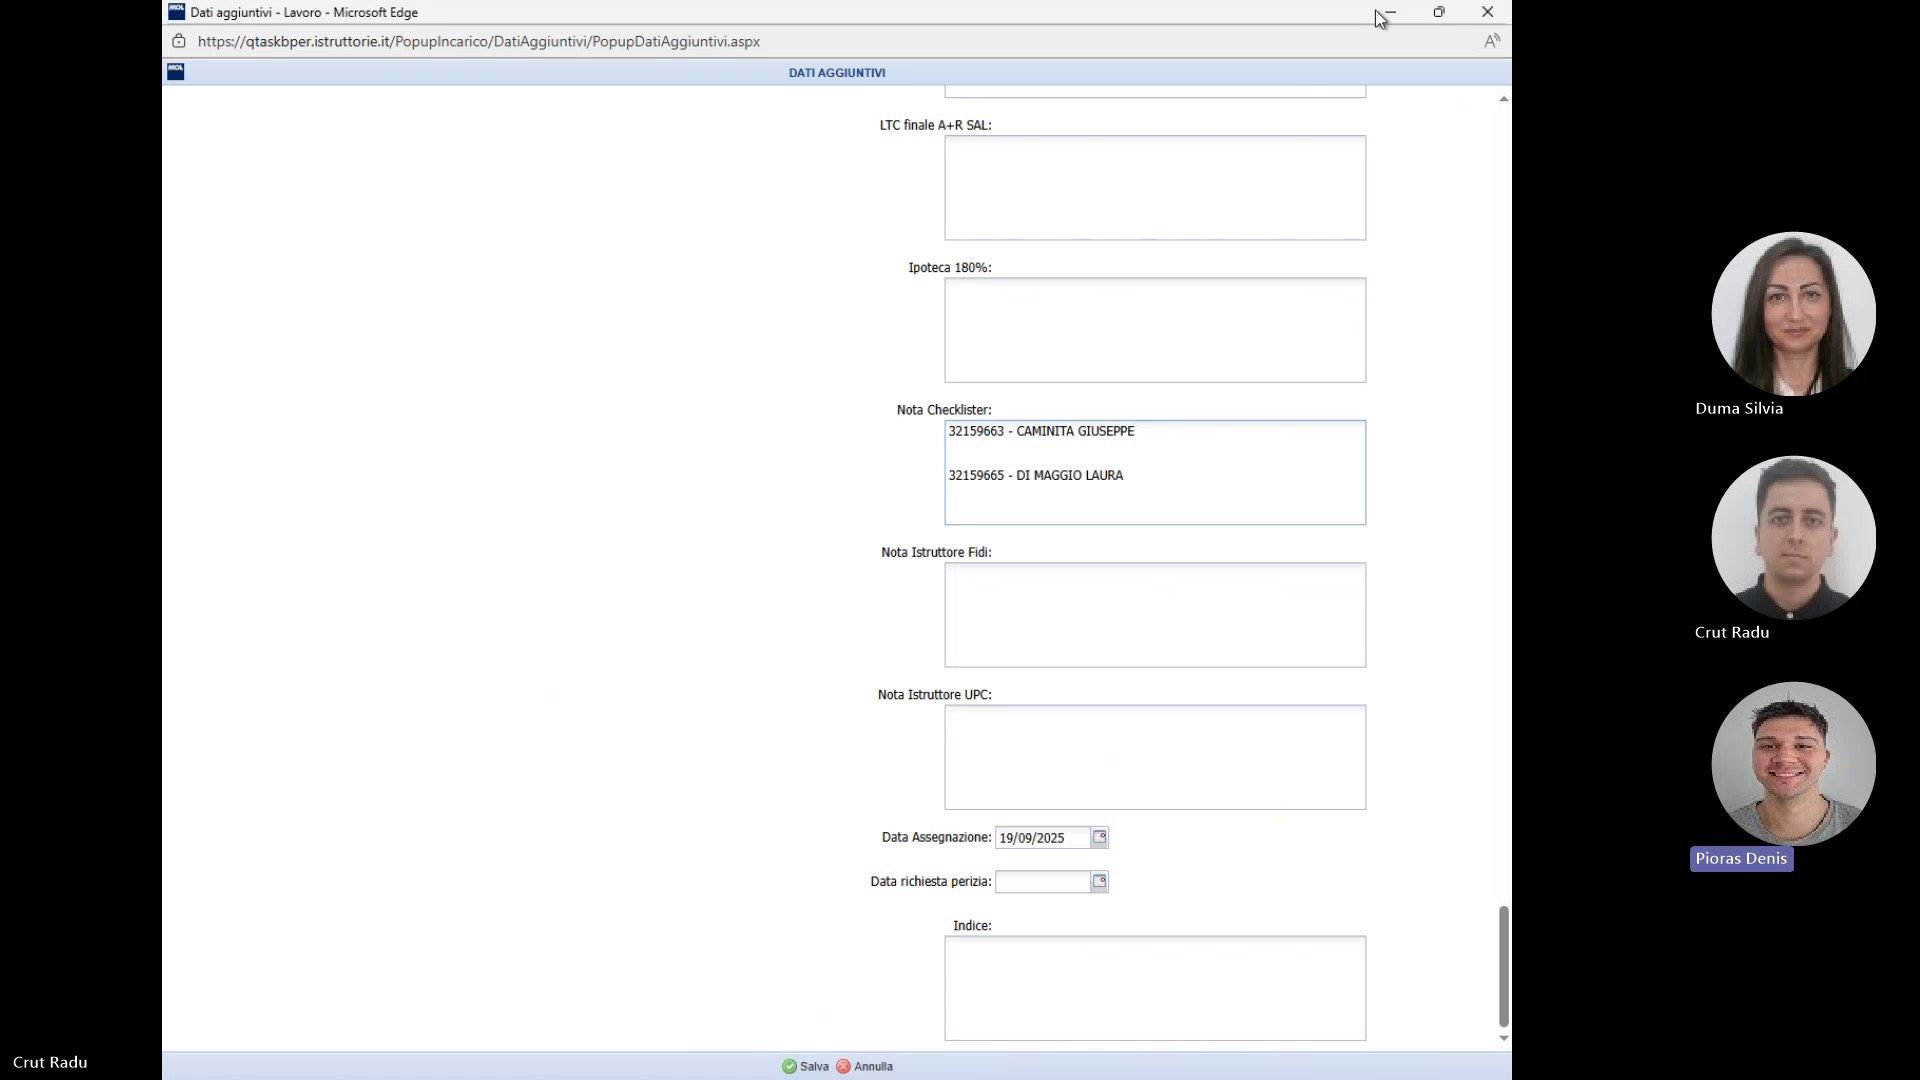 MOL Dati aggiuntivi - Lavoro - Microsoft Edge
https://qtaskbper.istruttorie.it/PopupIncarico/DatiAggiuntivi/PopupDatiAggiuntivi.aspx
MOL DATI AGGIUNTIVI
LTC finale A+R SAL:
Ipoteca 180%:
Nota Checklister:
32159663 - CAMINITA GIUSEPPE
32159665 - DI MAGGIO LAURA
Nota Istruttore Fidi:
Nota Istruttore UPC:
Data Assegnazione: 19/09/2025
Data richiesta perizia:
Indice:
Salva Annulla
Duma Silvia
Crut Radu
Pioras Denis
Crut Radu